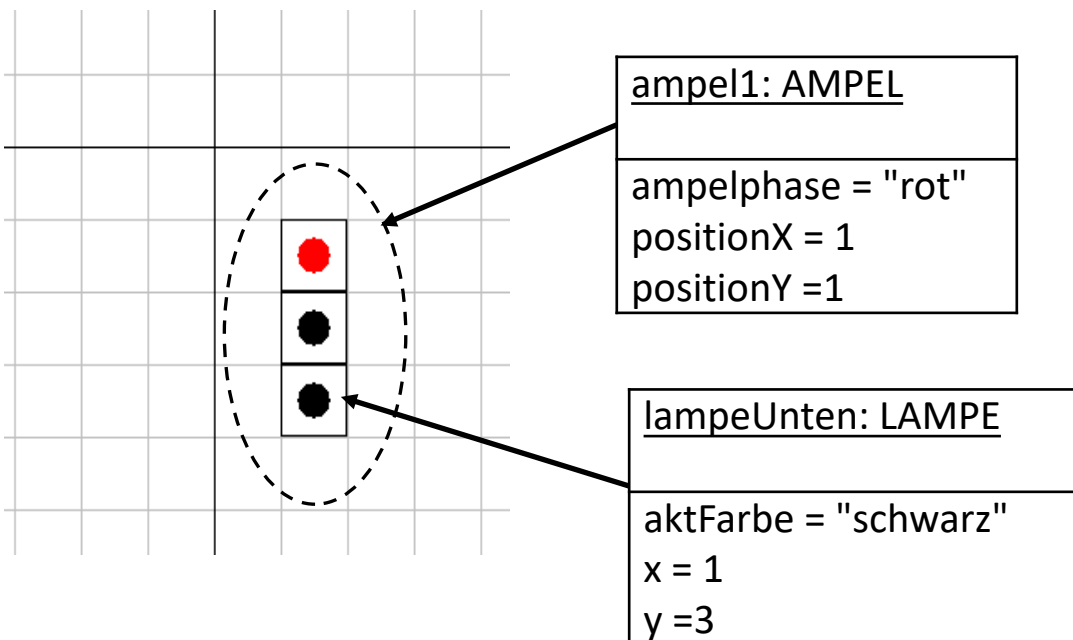 ampel1: AMPEL
ampelphase = "rot"
positionX = 1
positionY =1
lampeUnten: LAMPE
aktFarbe = "schwarz"
x = 1
y =3